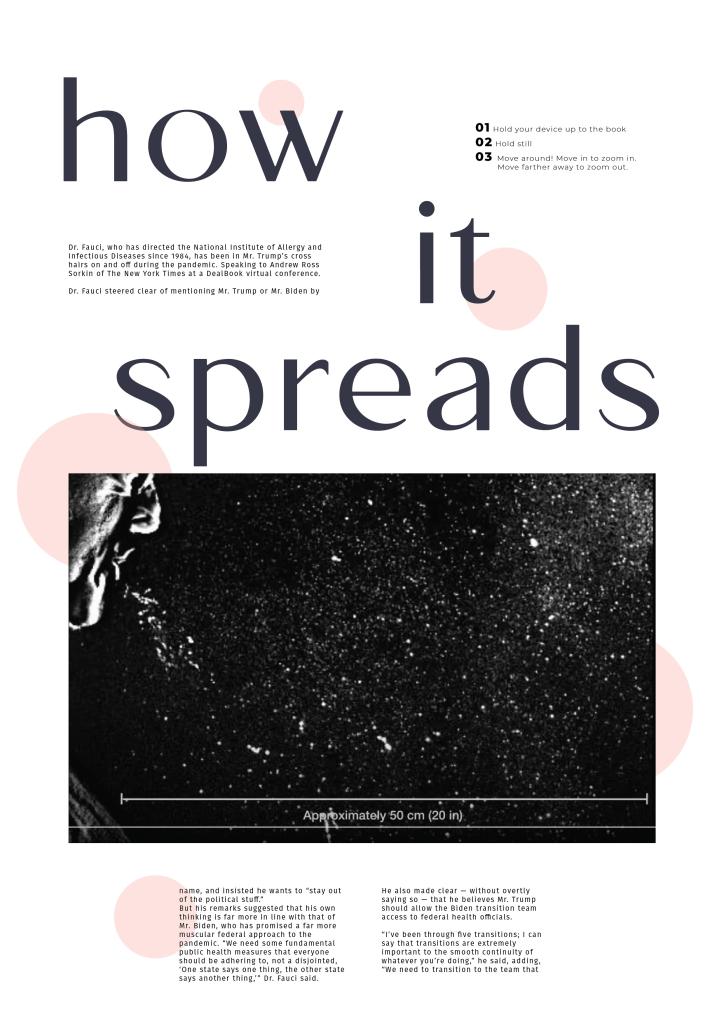 how
it
spreads
01 Hold your device up to the book
02 Hold still
03 Move around! Move in to zoom in.
Move farther away to zoom out.
Dr. Fauci, who has directed the National Institute of Allergy and
Infectious Diseases since 1984, has been in Mr. Trump’s cross
hairs on and off during the pandemic. Speaking to Andrew Ross
Sorkin of The New York Times at a DealBook virtual conference.
Dr. Fauci steered clear of mentioning Mr. Trump or Mr. Biden by
Approximately 50 cm (20 in)
name, and insisted he wants to “stay out
of the political stuff.”
But his remarks suggested that his own
thinking is far more in line with that of
Mr. Biden, who has promised a far more
muscular federal approach to the
pandemic. “We need some fundamental
public health measures that everyone
should be adhering to, not a disjointed,
‘One state says one thing, the other state
says another thing,’” Dr. Fauci said.
He also made clear — without overtly
saying so — that he believes Mr. Trump
should allow the Biden transition team
access to federal health officials.
“I’ve been through five transitions; I can
say that transitions are extremely
important to the smooth continuity of
whatever you’re doing,” he said, adding,
“We need to transition to the team that